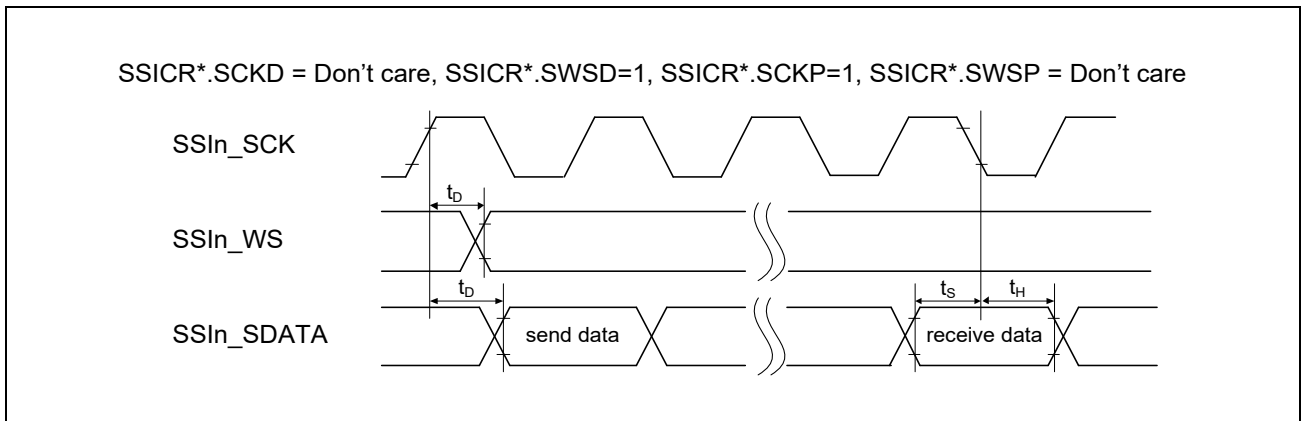 SSICR*.SCKD = Don't care, SSICR*.SWSD=1, SSICR*.SCKP=1, SSICR*.SWSP = Don't care
SSIn_SCK
tD
SSIn_WS
tD
tS
tH
SSIn_SDATA
send data
receive data